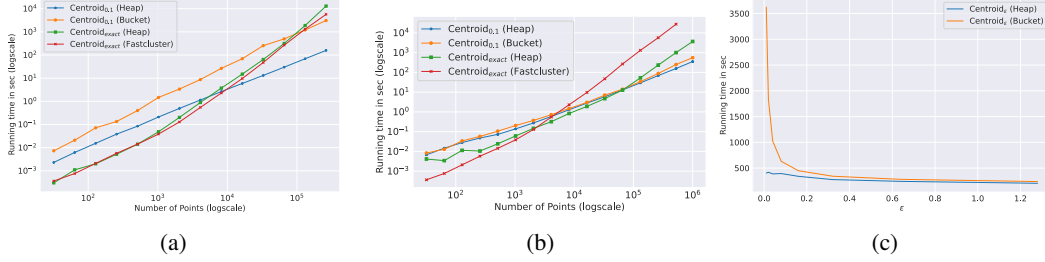 Centroid0.1 (Heap)
Centroid0.1 (Bucket)
Centroidexact (Heap)
Centroidexact (Fastcluster)
Running time in sec (logscale)
10^4
10^3
10^2
10^1
10^0
10^−1
10^−2
10^−3
10^2
10^3
10^4
10^5
Number of Points (logscale)
(a)
Centroid0.1 (Heap)
Centroid0.1 (Bucket)
Centroidexact (Heap)
Centroidexact (Fastcluster)
Running time in sec (logscale)
10^4
10^3
10^2
10^1
10^0
10^−1
10^−2
10^−3
10^2
10^3
10^4
10^5
10^6
Number of Points (logscale)
(b)
Centroidε (Heap)
Centroidε (Bucket)
Running time in sec
3500
3000
2500
2000
1500
1000
500
0.0
0.2
0.4
0.6
0.8
1.0
1.2
ε
(c)